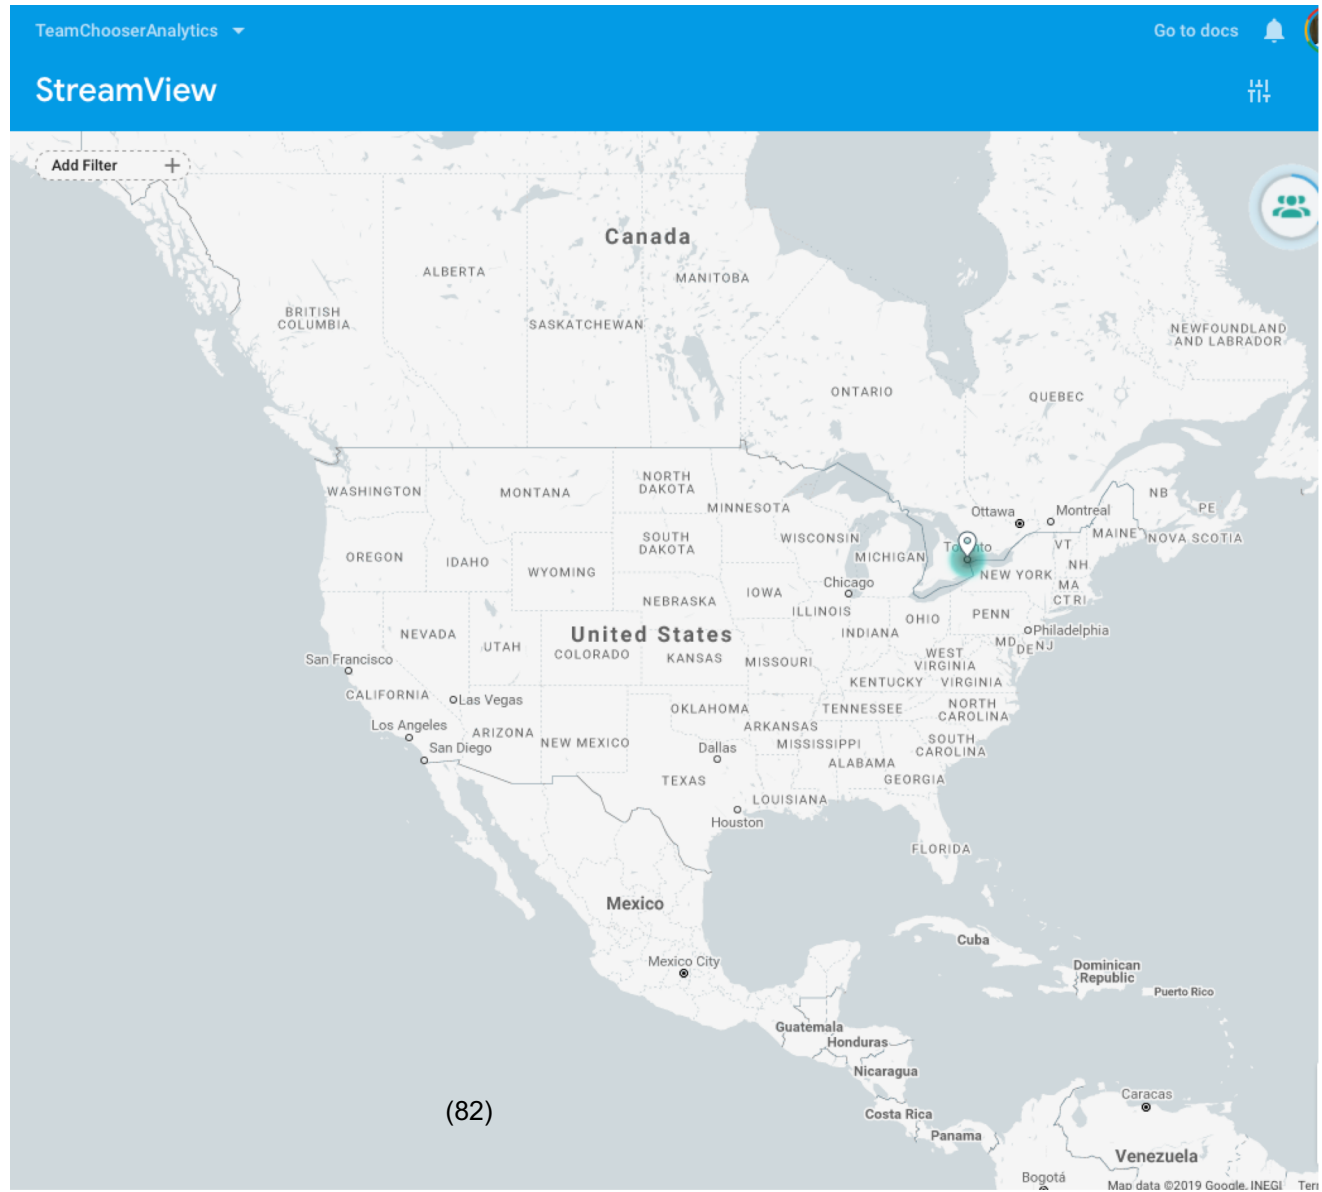 TeamChooserAnalytics
Go to docs
StreamView
Add Filter
Canada
ALBERTA
MANITOBA
BRITISH
COLUMBIA
SASKATCHEWAN
NEWFOUNDLAND
AND LABRADOR
ONTARIO
QUEBEC
WASHINGTON
MONTANA
NORTH
DAKOTA
MINNESOTA
Ottawa
Montreal
NB
PE
MAINE
NOVA SCOTIA
OREGON
IDAHO
WYOMING
SOUTH
DAKOTA
WISCONSIN
MICHIGAN
VT
NH
NEW YORK
MA
CT RI
Chicago
NEBRASKA
IOWA
ILLINOIS
INDIANA
OHIO
PENN
Philadelphia
NEVADA
UTAH
United States
COLORADO
KANSAS
MISSOURI
WEST
VIRGINIA
MD
DE
NJ
San Francisco
CALIFORNIA
Las Vegas
KENTUCKY
VIRGINIA
Los Angeles
San Diego
ARIZONA
NEW MEXICO
OKLAHOMA
ARKANSAS
TENNESSEE
NORTH
CAROLINA
Dallas
MISSISSIPPI
ALABAMA
SOUTH
CAROLINA
GEORGIA
TEXAS
LOUISIANA
Houston
FLORIDA
Mexico
Mexico City
Cuba
Dominican
Republic
Puerto Rico
Guatemala
Honduras
Nicaragua
(82)
Costa Rica
Panama
Caracas
Venezuela
Bogotá
Map data ©2019 Google, INEGI